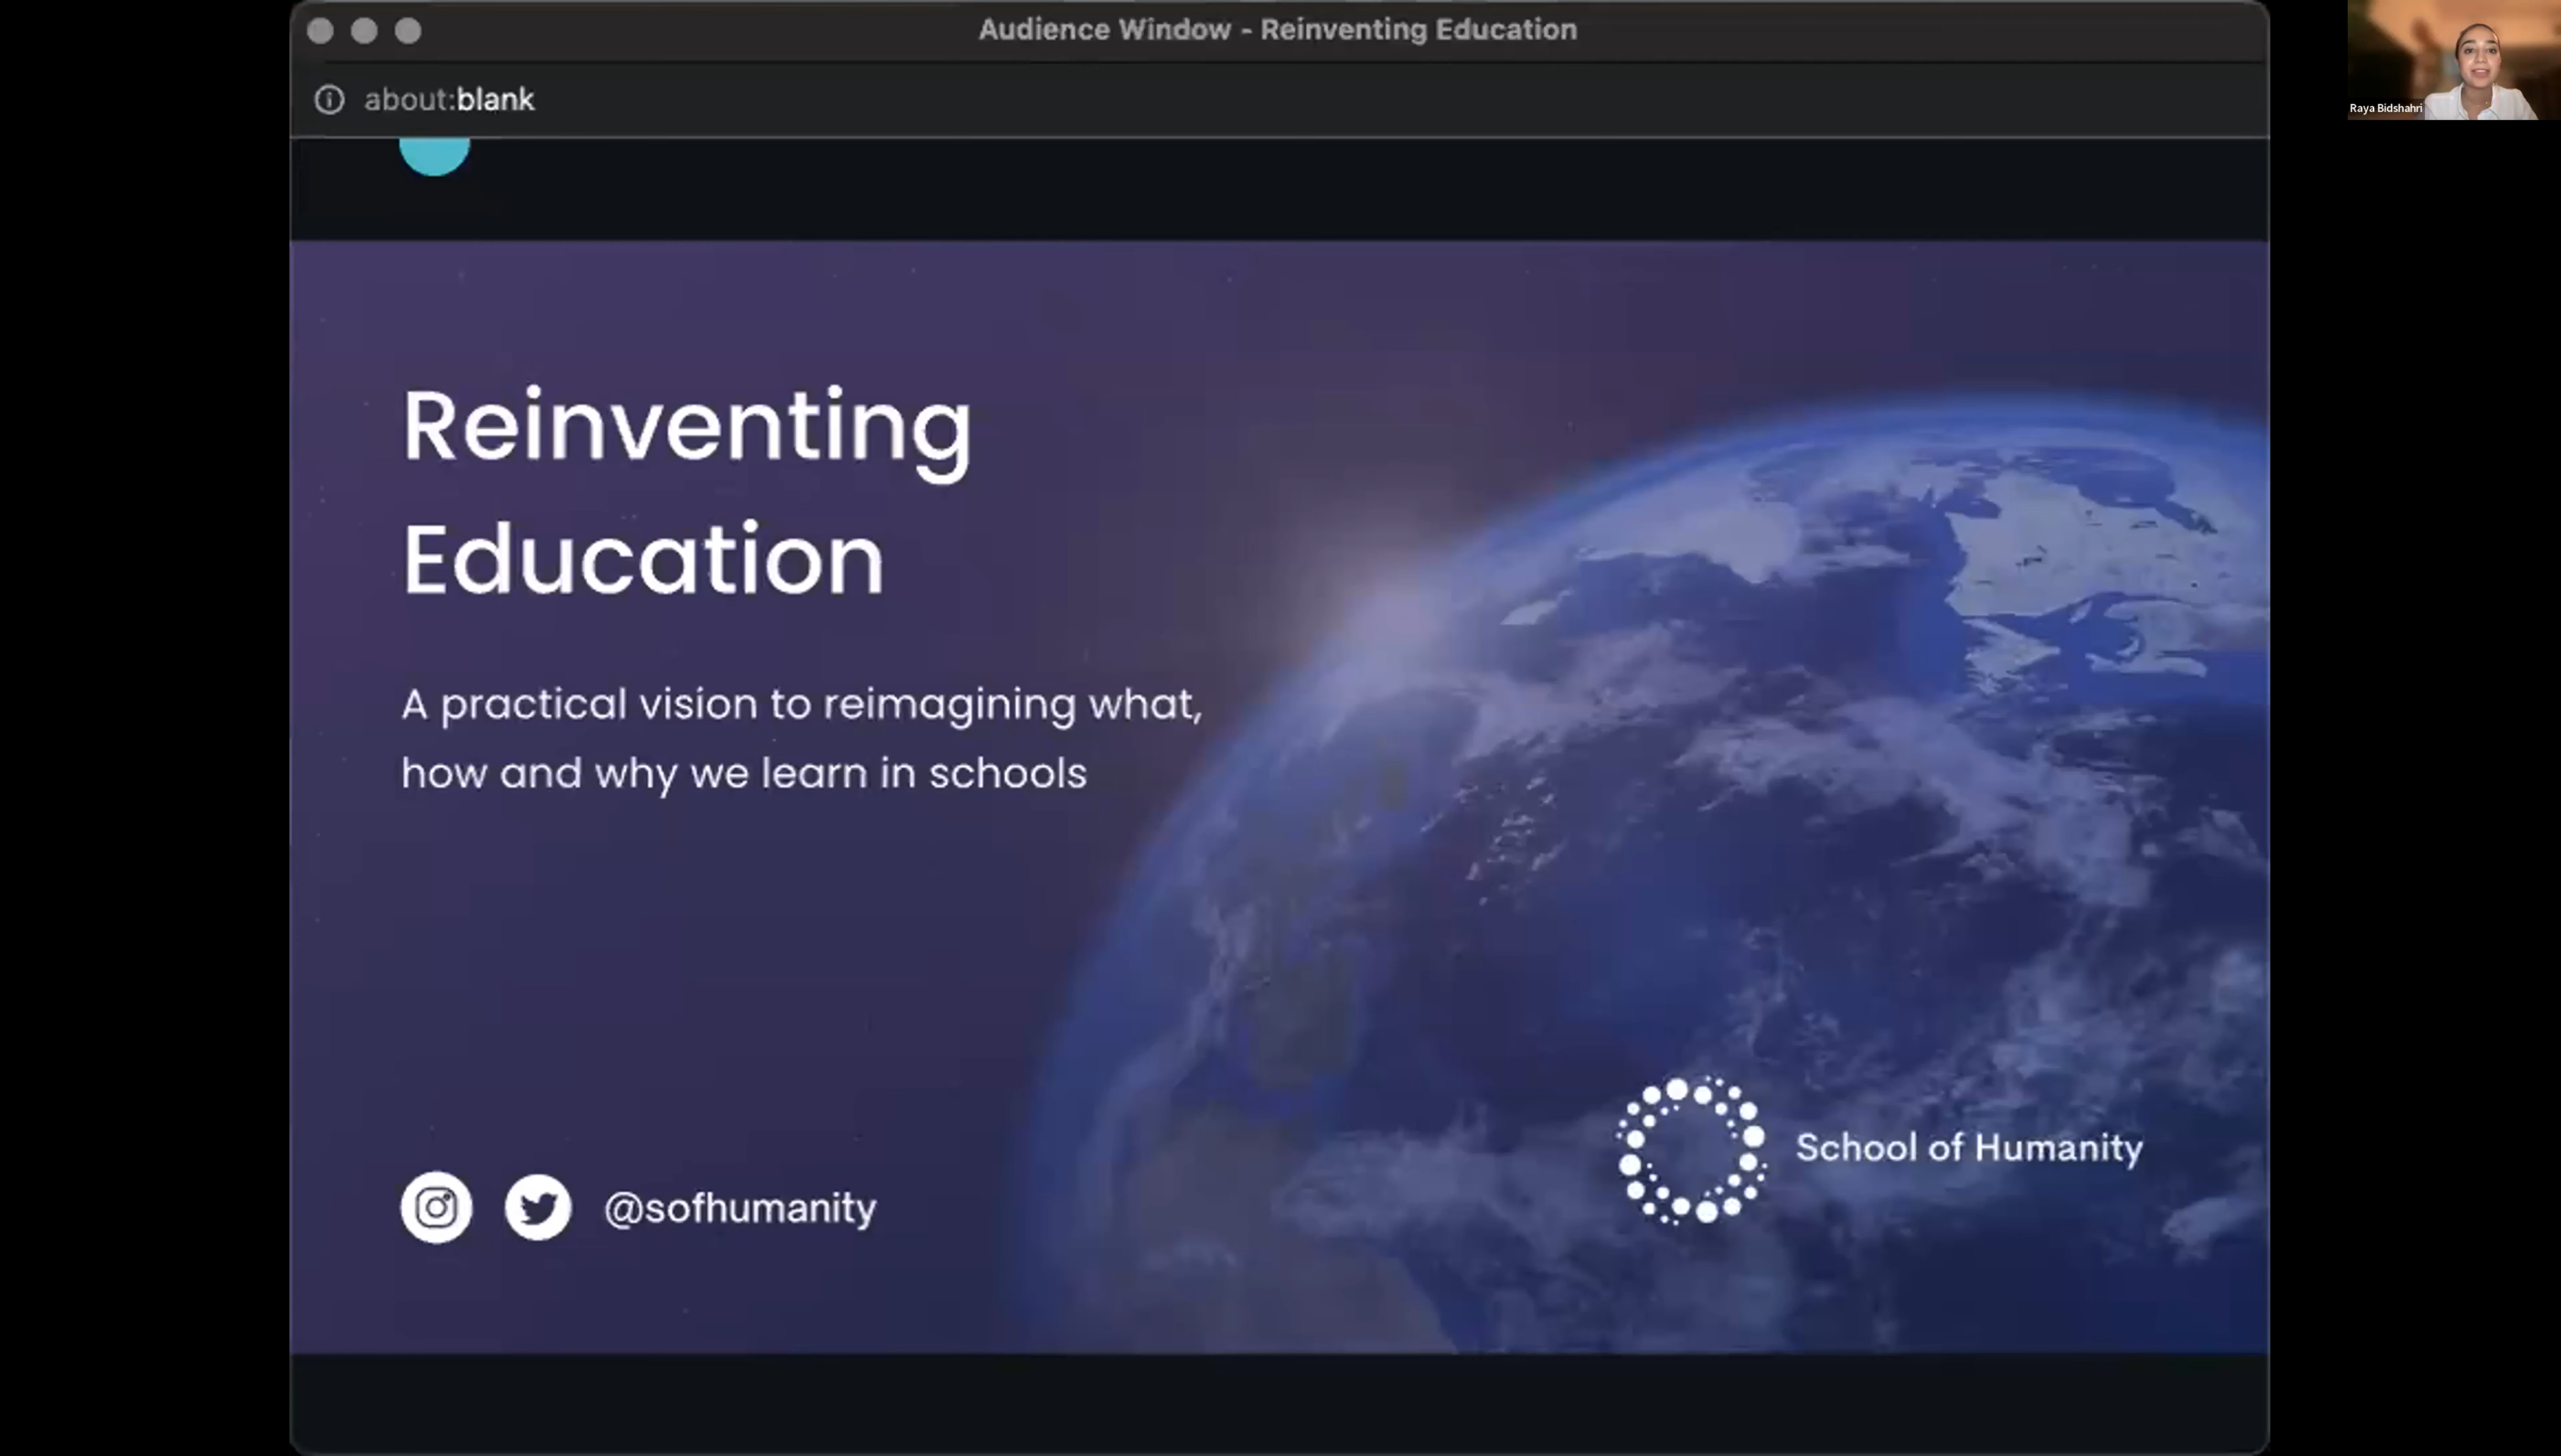 Audience Window - Reinventing Education
about:blank
Raya Bidshahri
Reinventing
Education
A practical vision to reimagining what,
how and why we learn in schools
@sofhumanity
School of Humanity